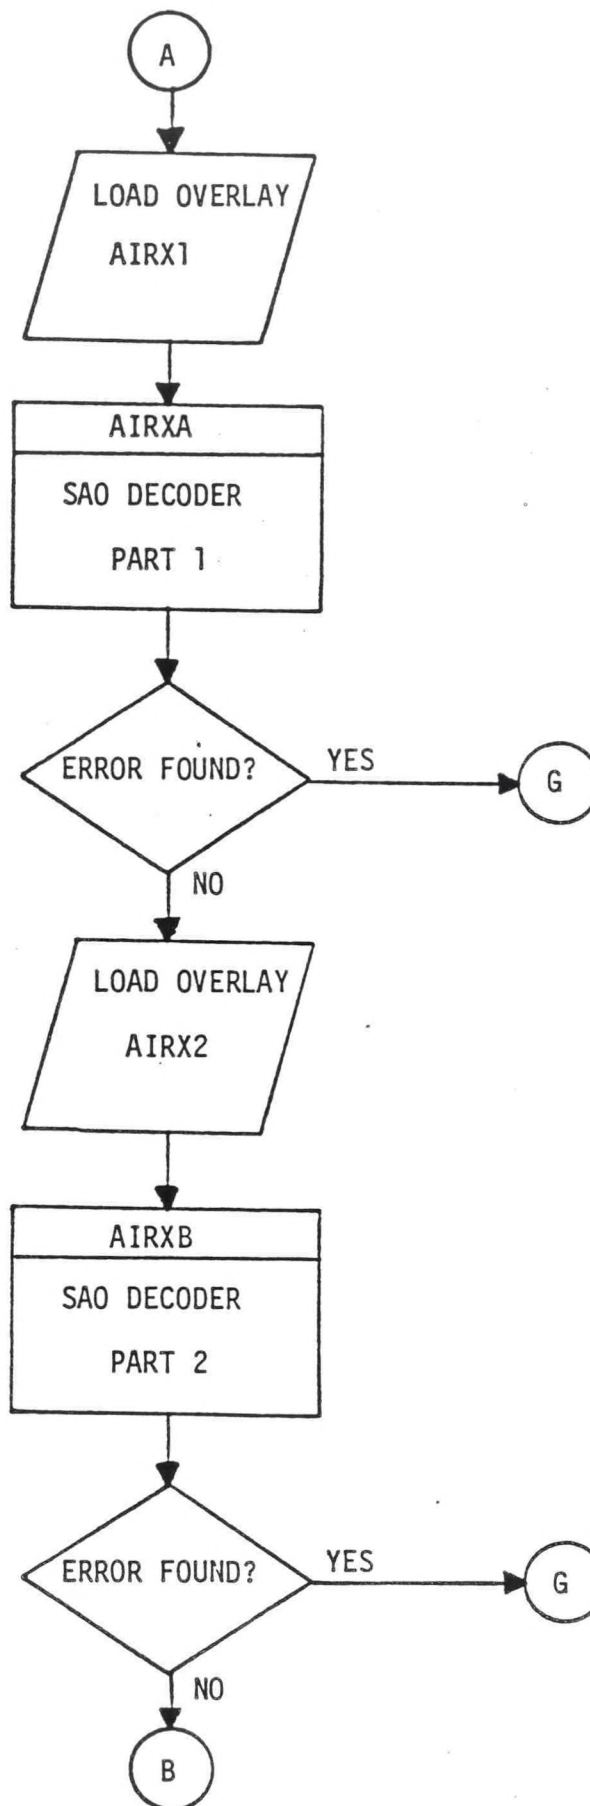 A
LOAD OVERLAY
AIRX1
AIRXA
SAO DECODER
PART 1
ERROR FOUND?
YES
G
NO
LOAD OVERLAY
AIRX2
AIRXB
SAO DECODER
PART 2
ERROR FOUND?
YES
G
NO
B